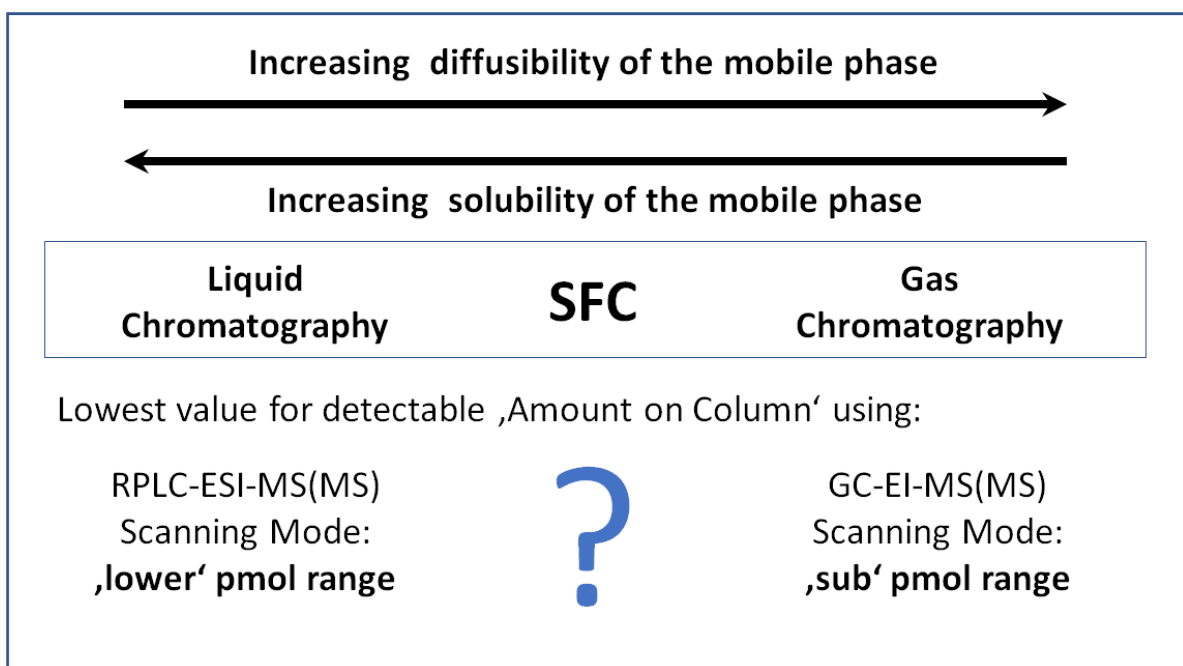 Increasing diffusibility of the mobile phase
Increasing solubility of the mobile phase
Liquid
Chromatography
SFC
Gas
Chromatography
Lowest value for detectable ‚Amount on Column‘ using:
RPLC-ESI-MS(MS)
Scanning Mode:
‚lower‘ pmol range
?
GC-EI-MS(MS)
Scanning Mode:
‚sub‘ pmol range